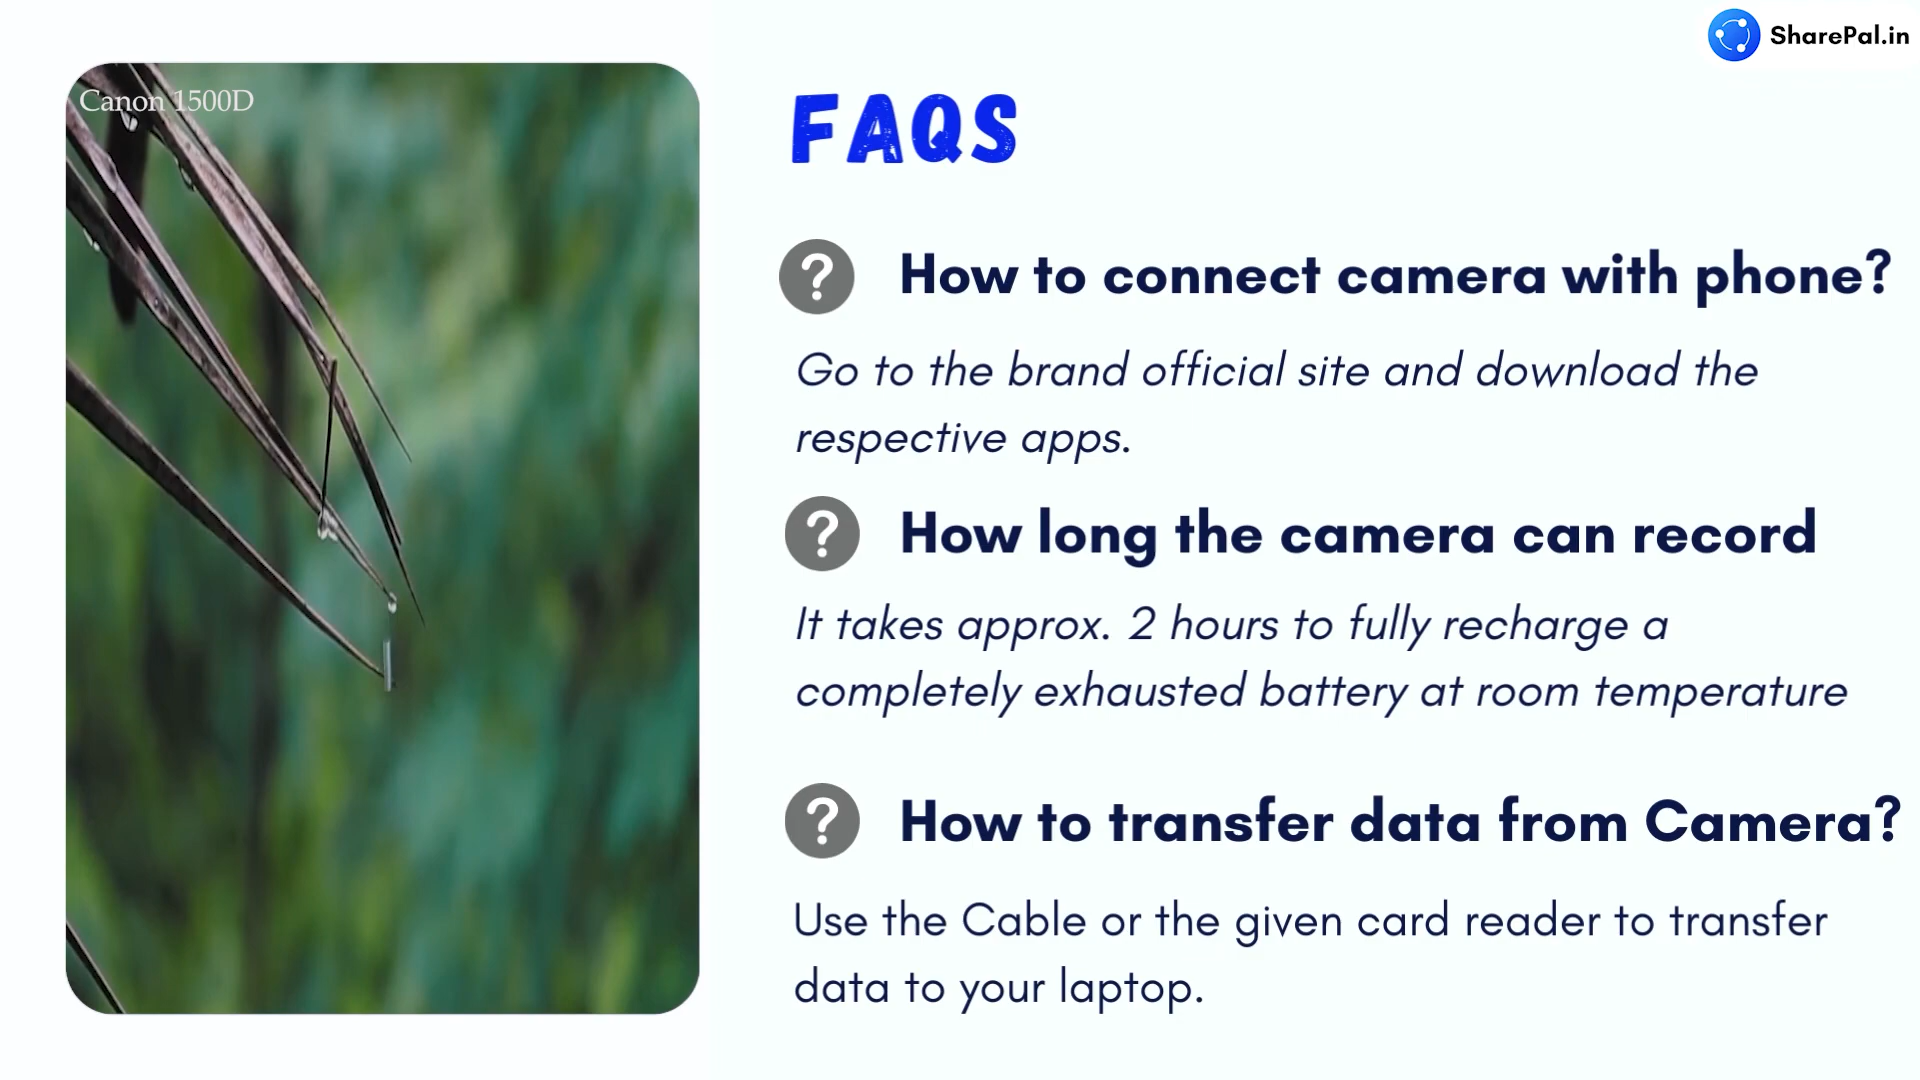 SharePal.in
Canon 1500D
FAQS
How to connect camera with phone?
Go to the brand official site and download the
respective apps.
How long the camera can record
It takes approx. 2 hours to fully recharge a
completely exhausted battery at room temperature
How to transfer data from Camera?
Use the Cable or the given card reader to transfer
data to your laptop.